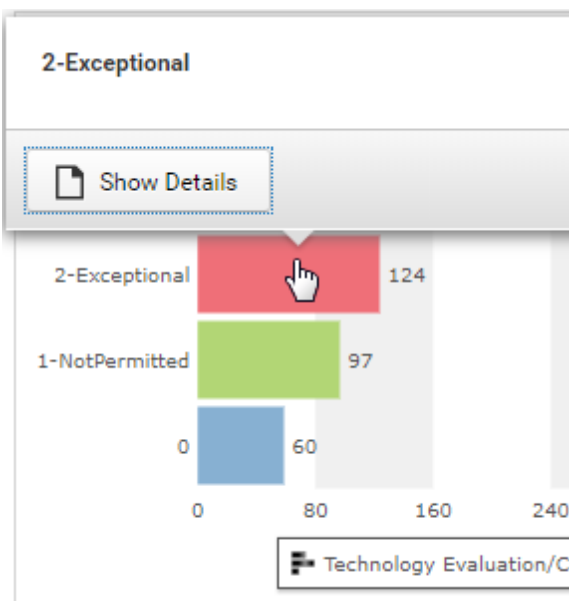 2-Exceptional
Show Details
2-Exceptional 124
1-NotPermitted 97
0 60
0 80 160 240
Technology Evaluation/